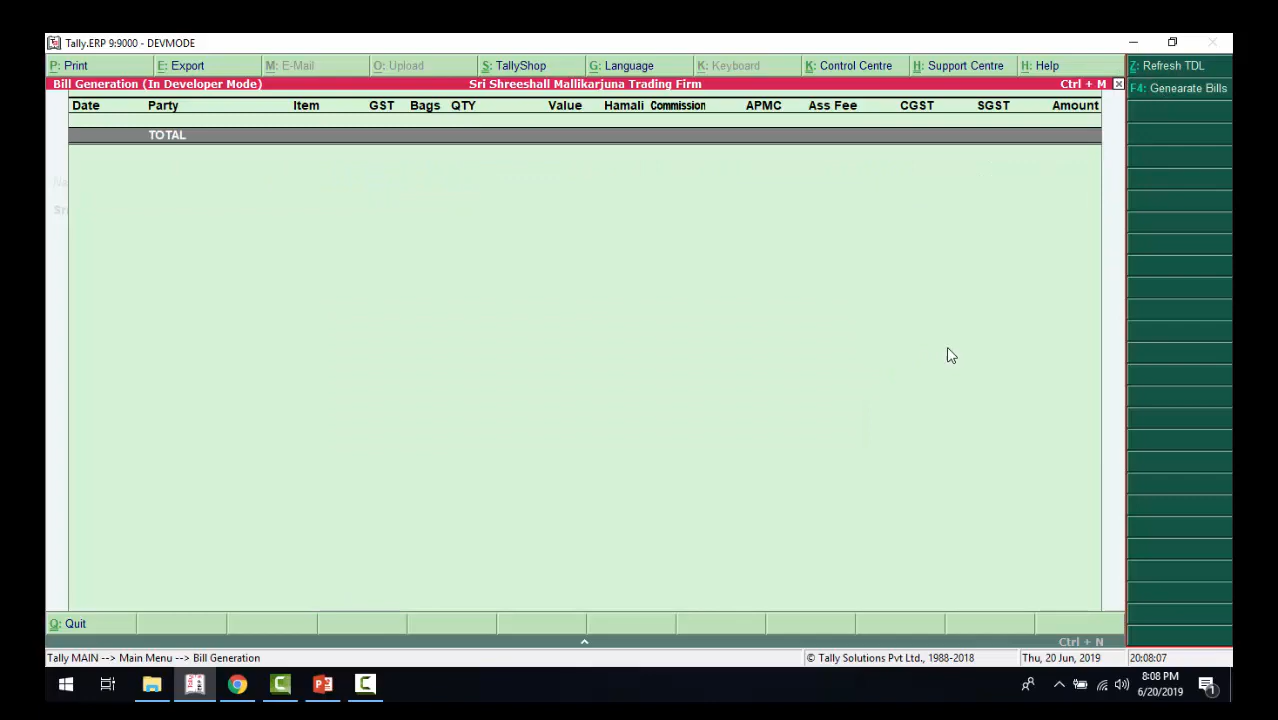 Tally.ERP 9:9000 - DEVMODE
P: Print E: Export M: E-Mail O: Upload S: TallyShop G: Language K: Keyboard K: Control Centre H: Support Centre H: Help Z: Refresh TDL
Bill Generation (In Developer Mode) Sri Shreeshall Mallikarjuna Trading Firm Ctrl + M F4: Genearate Bills
Date Party Item GST Bags QTY Value Hamali Commission APMC Ass Fee CGST SGST Amount
TOTAL
Q: Quit
Ctrl + N
Tally MAIN --> Main Menu --> Bill Generation © Tally Solutions Pvt Ltd., 1988-2018 Thu, 20 Jun, 2019 20:08:07
8:08 PM
6/20/2019